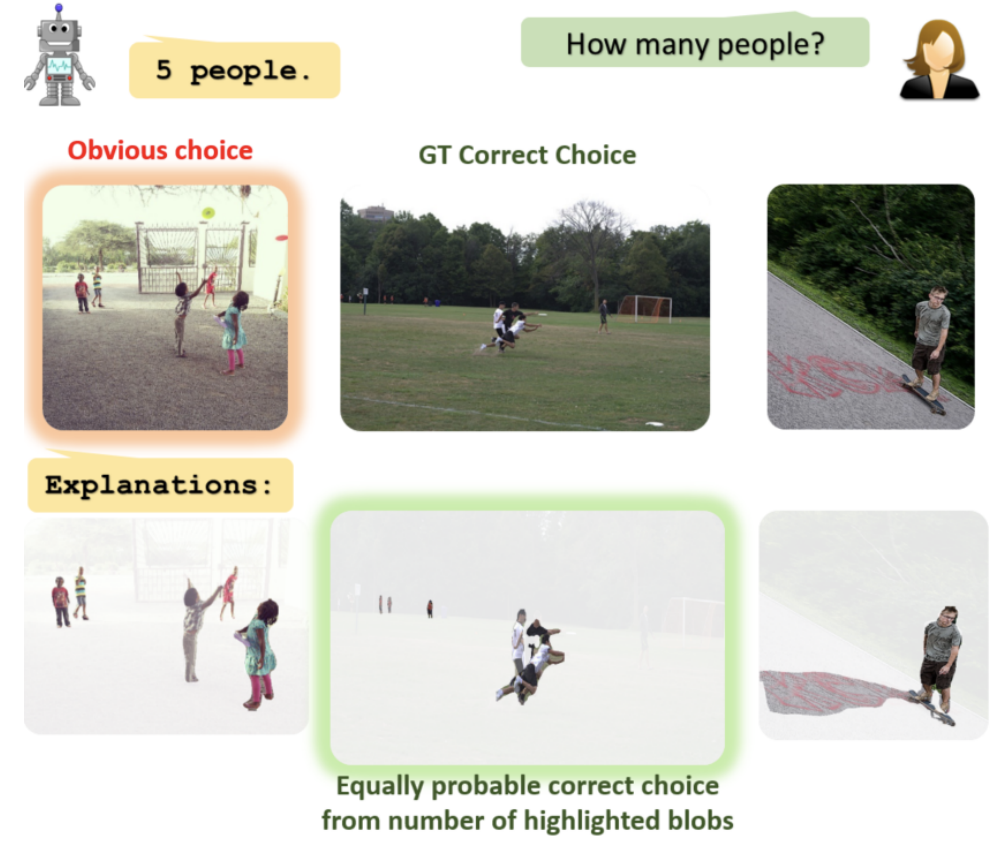 How many people?
5 people.
Obvious choice
GT Correct Choice
Explanations:
Equally probable correct choice
from number of highlighted blobs